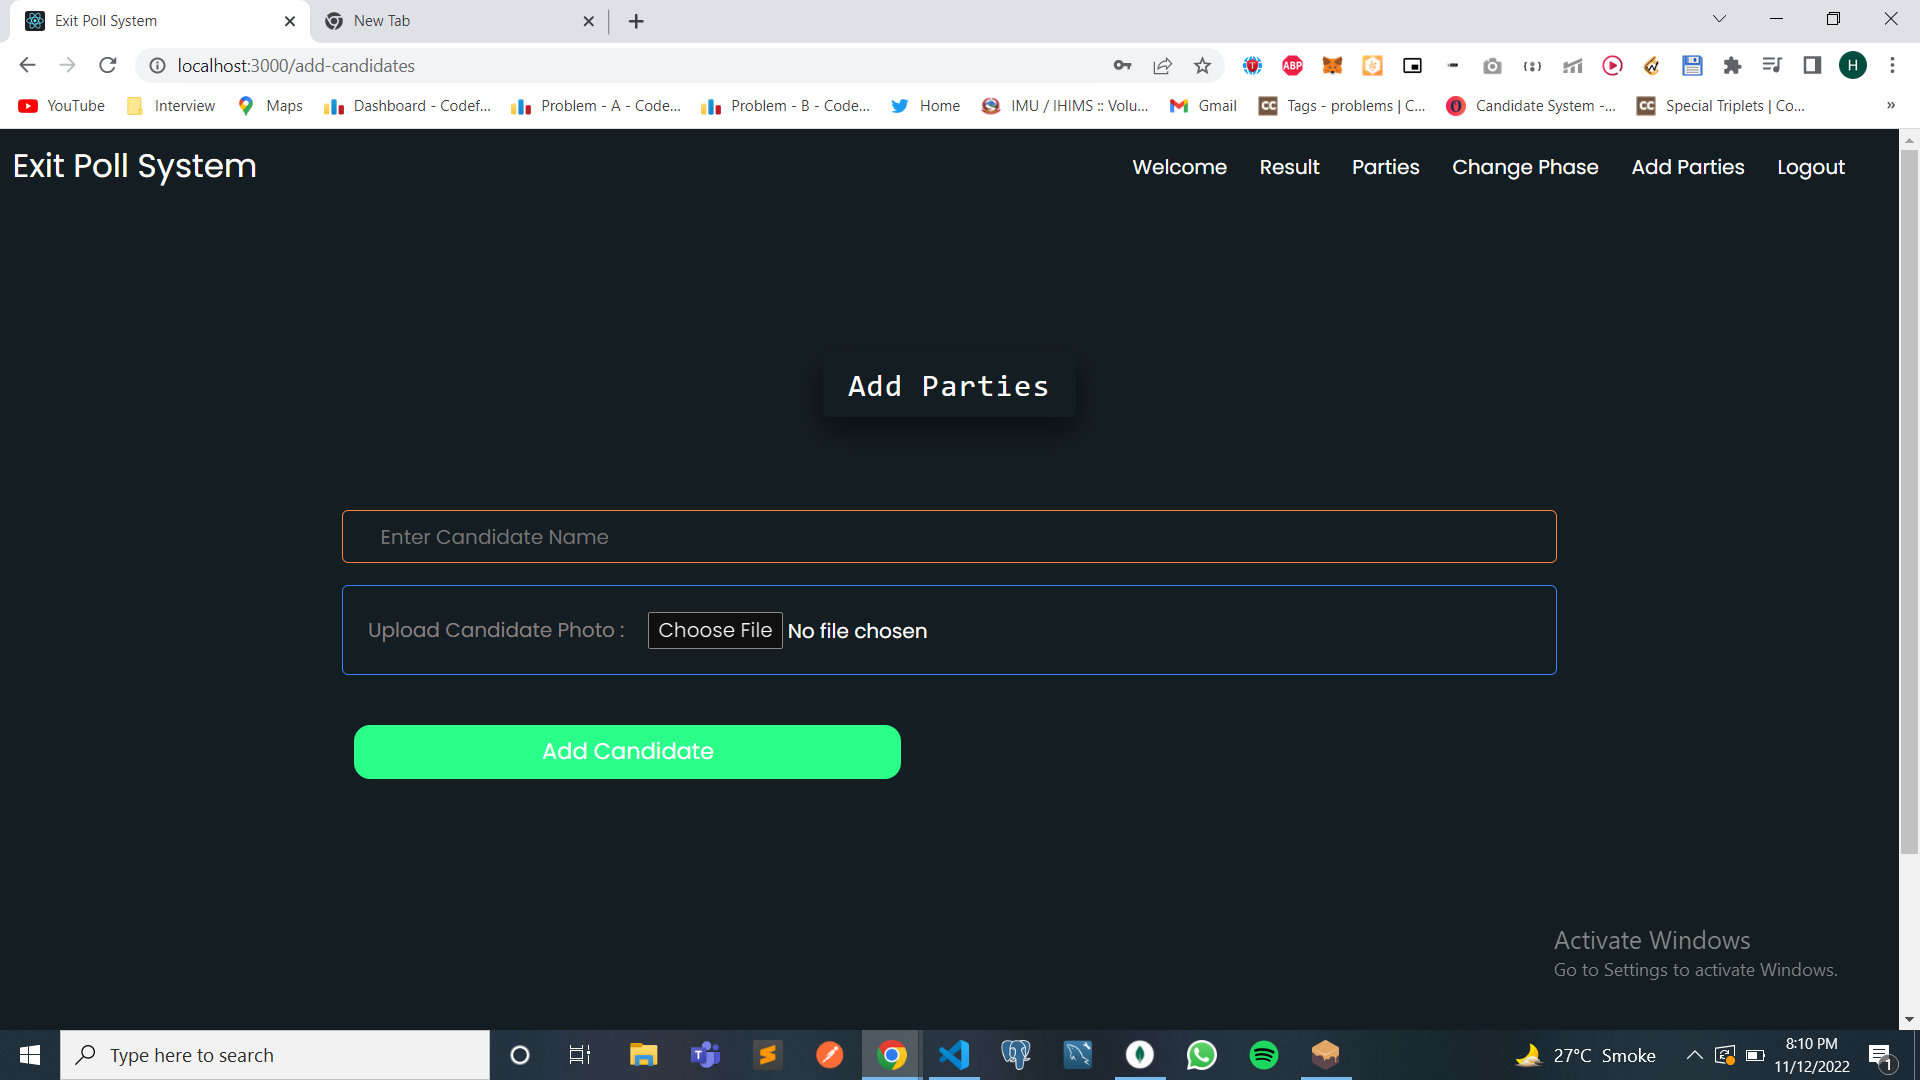 Exit Poll System
New Tab
localhost:3000/add-candidates
ABP
H
YouTube
Interview
Maps
Dashboard - Codef...
Problem - A - Code...
Problem - B - Code...
Home
IMU / IHIMS :: Volu...
Gmail
CC
Tags - problems | C...
Candidate System -...
CC
Special Triplets | Co...
»
Exit Poll System
Welcome
Result
Parties
Change Phase
Add Parties
Logout
Add Parties
Enter Candidate Name
Upload Candidate Photo :
Choose File
No file chosen
Add Candidate
Activate Windows
Go to Settings to activate Windows.
Type here to search
27°C Smoke
8:10 PM
11/12/2022
1